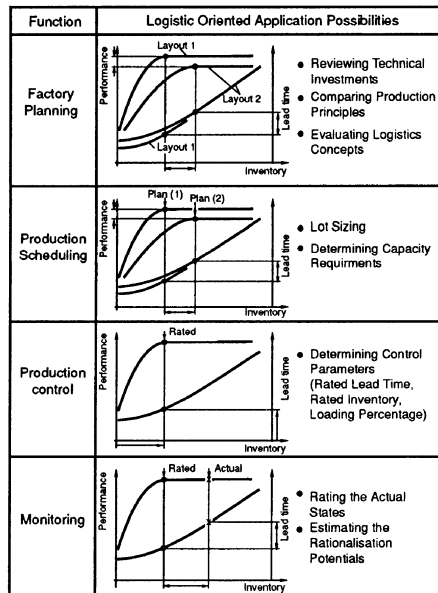 Function
Logistic Oriented Application Possibilities
Factory
Planning
Performance
Layout 1
Layout 2
Layout 1
Lead time
Inventory
● Reviewing Technical
Investments
● Comparing Production
Principles
● Evaluating Logistics
Concepts
Production
Scheduling
Performance
Plan (1)
Plan (2)
Lead time
Inventory
● Lot Sizing
● Determining Capacity
Requirments
Production
control
Performance
Rated
Lead time
Inventory
● Determining Control
Parameters
(Rated Lead Time,
Rated Inventory,
Loading Percentage)
Monitoring
Performance
Rated
Actual
Lead time
Inventory
● Rating the Actual
States
● Estimating the
Rationalisation
Potentials